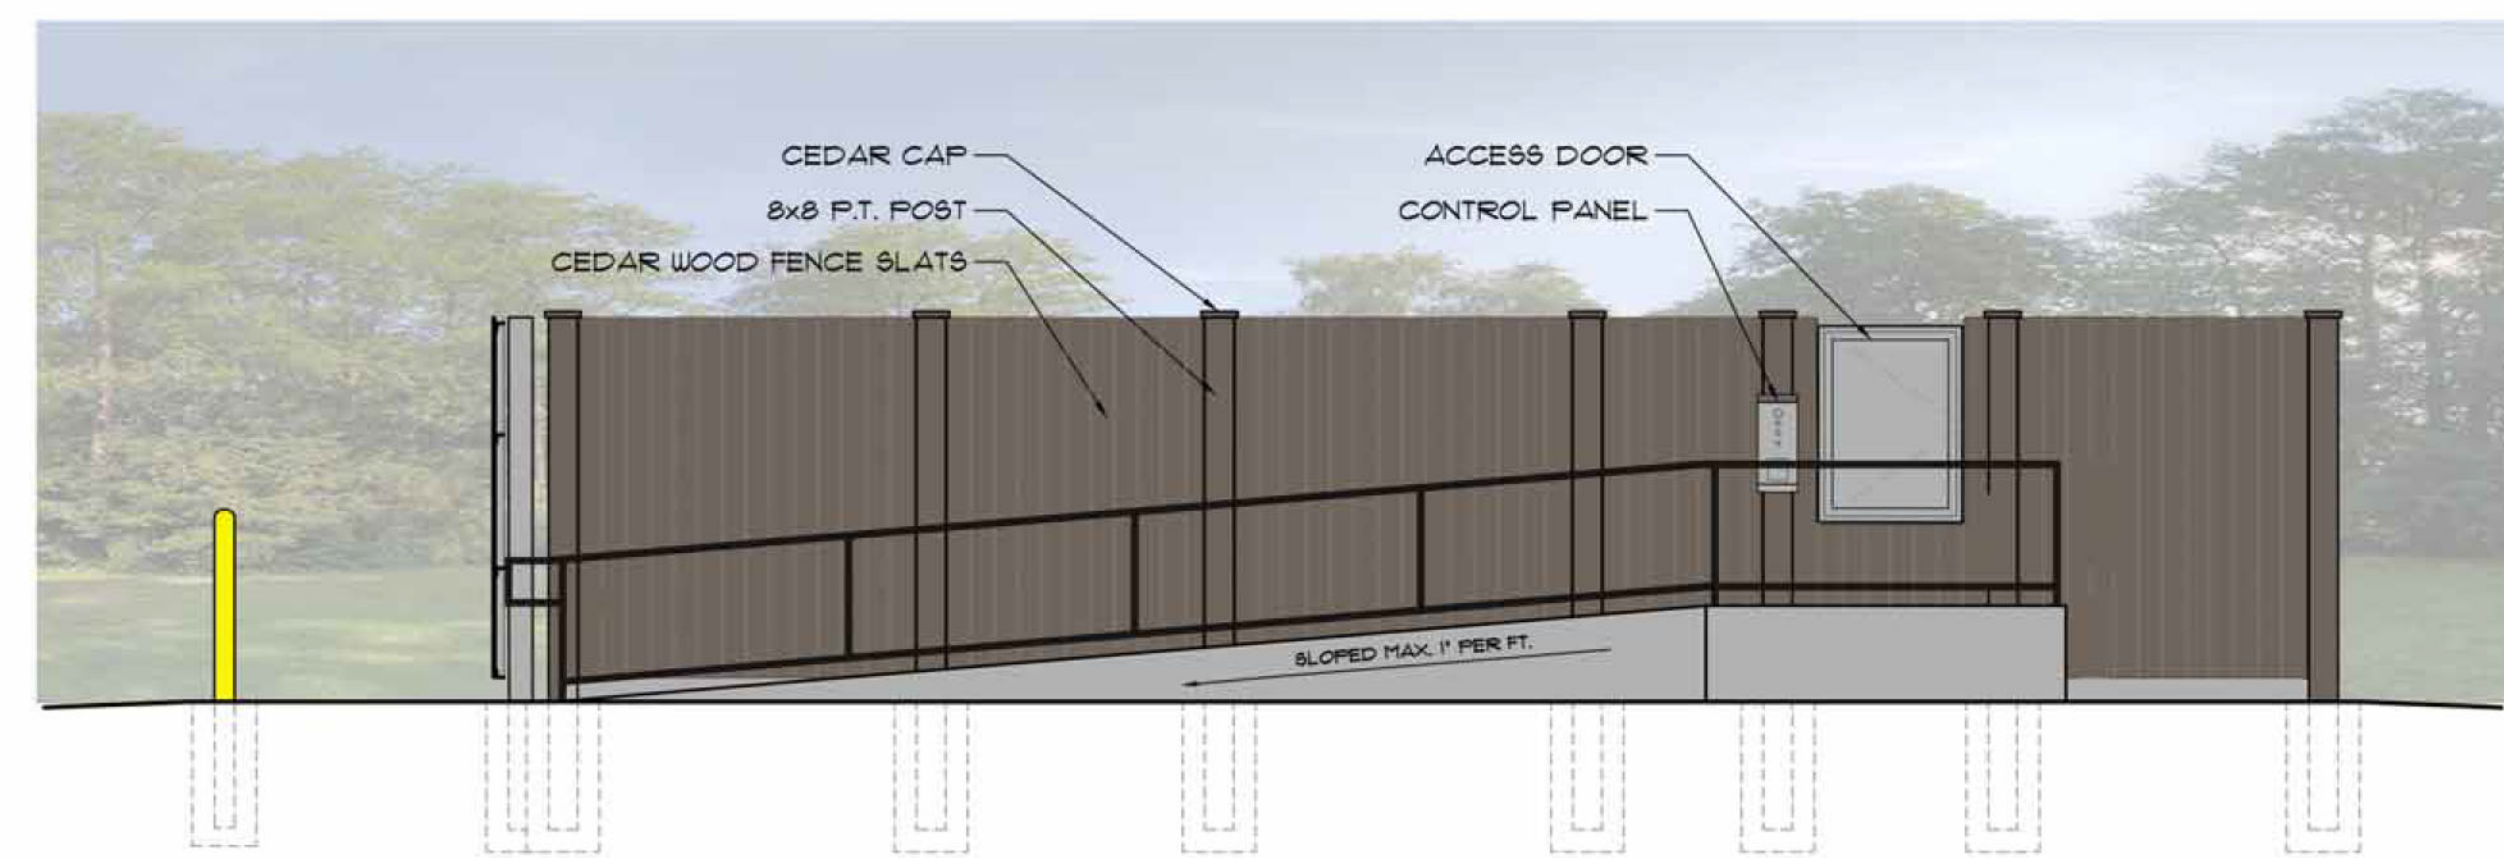 CEDAR CAP
8x8 P.T. POST
CEDAR WOOD FENCE SLATS
ACCESS DOOR
CONTROL PANEL
SLOPED MAX. 1" PER FT.